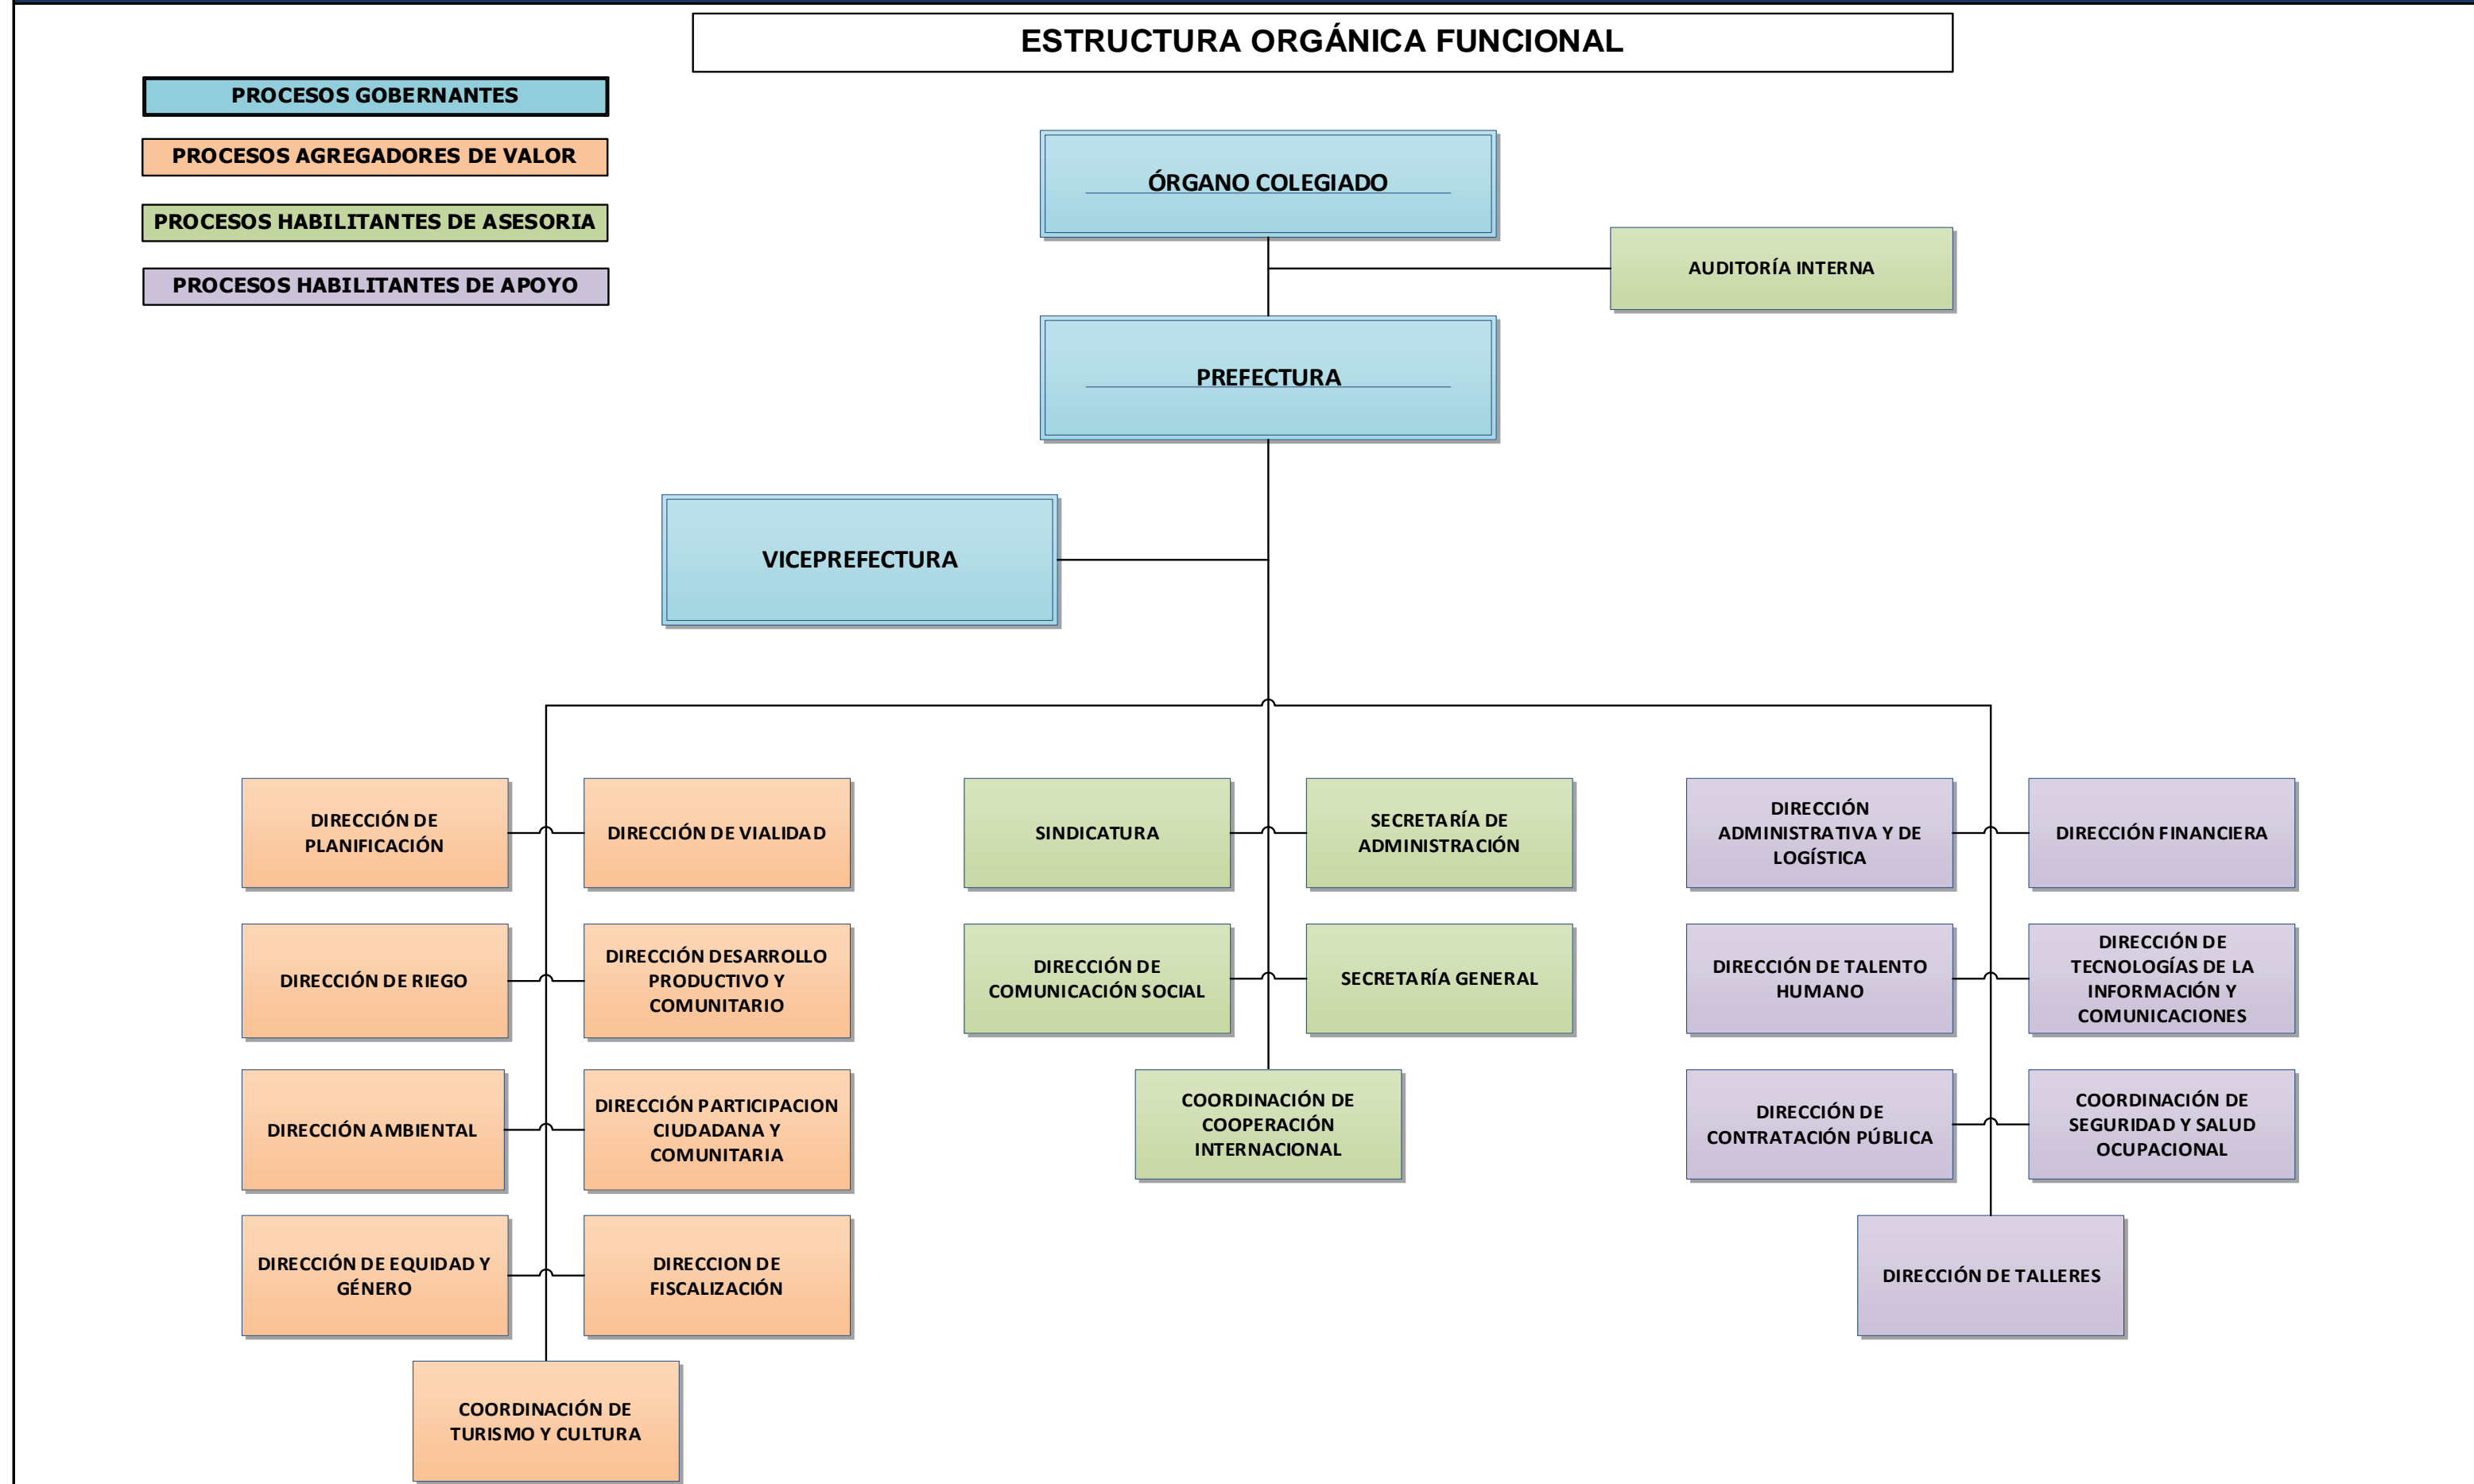 ESTRUCTURA ORGÁNICA FUNCIONAL
PROCESOS GOBERNANTES
PROCESOS AGREGADORES DE VALOR
PROCESOS HABILITANTES DE ASESORIA
PROCESOS HABILITANTES DE APOYO
ÓRGANO COLEGIADO
AUDITORÍA INTERNA
PREFECTURA
VICEPREFECTURA
DIRECCIÓN DE
PLANIFICACIÓN
DIRECCIÓN DE VIALIDAD
DIRECCIÓN DE RIEGO
DIRECCIÓN DESARROLLO
PRODUCTIVO Y
COMUNITARIO
DIRECCIÓN AMBIENTAL
DIRECCIÓN PARTICIPACION
CIUDADANA Y
COMUNITARIA
DIRECCIÓN DE EQUIDAD Y
GÉNERO
DIRECCION DE
FISCALIZACIÓN
COORDINACIÓN DE
TURISMO Y CULTURA
SINDICATURA
SECRETARÍA DE
ADMINISTRACIÓN
DIRECCIÓN DE
COMUNICACIÓN SOCIAL
SECRETARÍA GENERAL
COORDINACIÓN DE
COOPERACIÓN
INTERNACIONAL
DIRECCIÓN
ADMINISTRATIVA Y DE
LOGÍSTICA
DIRECCIÓN FINANCIERA
DIRECCIÓN DE TALENTO
HUMANO
DIRECCIÓN DE
TECNOLOGÍAS DE LA
INFORMACIÓN Y
COMUNICACIONES
DIRECCIÓN DE
CONTRATACIÓN PÚBLICA
COORDINACIÓN DE
SEGURIDAD Y SALUD
OCUPACIONAL
DIRECCIÓN DE TALLERES